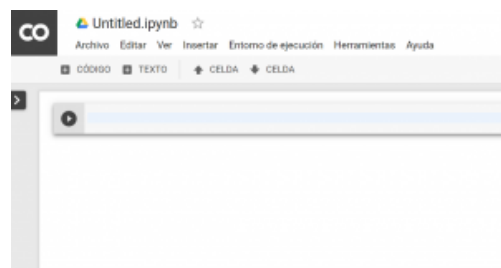 CO
Untitled.ipynb
Archivo Editar Ver Insertar Entorno de ejecución Herramientas Ayuda
CÓDIGO TEXTO CELDA CELDA